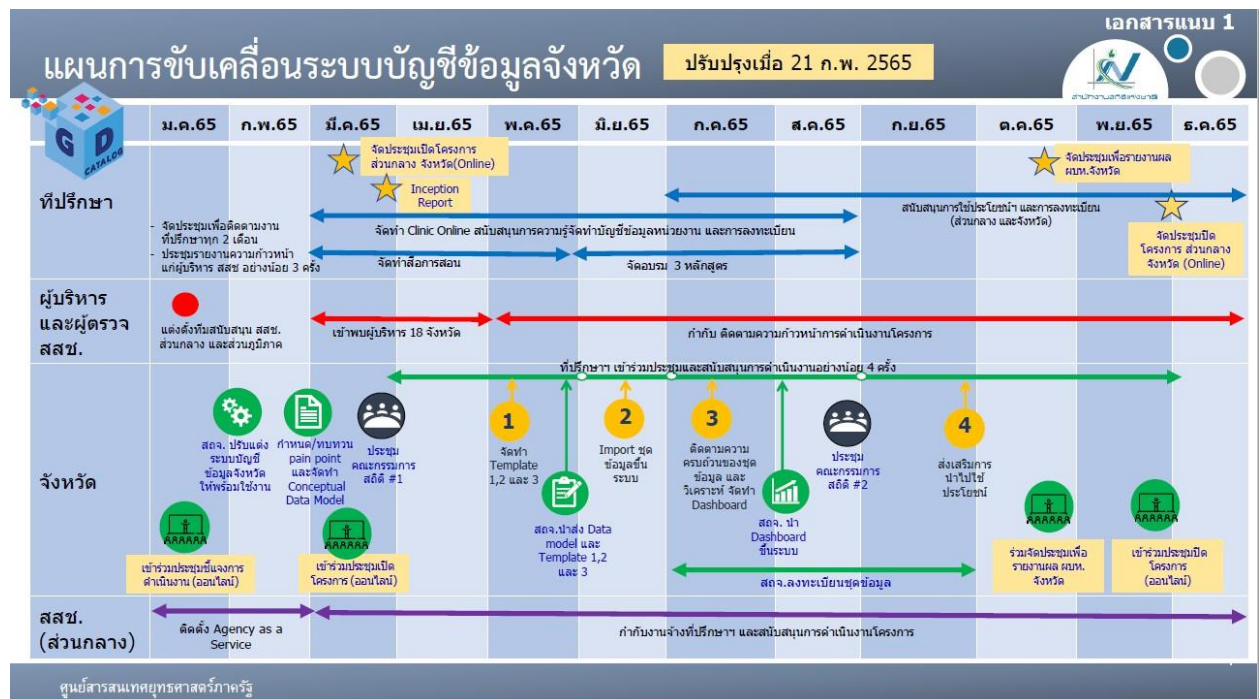 เอกสารแนบ 1
แผนการขับเคลื่อนระบบบัญชีข้อมูลจังหวัด
ปรับปรุงเมื่อ 21 ก.พ. 2565
สำนักงานสถิติแห่งชาติ
G D
CATALOG
ม.ค.65 ก.พ.65 มี.ค.65 เม.ย.65 พ.ค.65 มิ.ย.65 ก.ค.65 ส.ค.65 ก.ย.65 ต.ค.65 พ.ย.65 ธ.ค.65
ที่ปรึกษา
จัดประชุมเปิดโครงการ
ส่วนกลาง จังหวัด(Online)
Inception
Report
- จัดประชุมเพื่อติดตามงาน
ที่ปรึกษาทุก 2 เดือน
- ประชุมรายงานความก้าวหน้า
แก่ผู้บริหาร สสช อย่างน้อย 3 ครั้ง
จัดทำ Clinic Online สนับสนุนการความรู้จัดทำบัญชีข้อมูลหน่วยงาน และการลงทะเบียน
จัดทำสื่อการสอน
จัดอบรม 3 หลักสูตร
จัดประชุมเพื่อรายงานผล
ผบห.จังหวัด
สนับสนุนการใช้ประโยชน์ฯ และการลงทะเบียน
(ส่วนกลาง และจังหวัด)
จัดประชุมปิด
โครงการ ส่วนกลาง
จังหวัด (Online)
ผู้บริหาร
และผู้ตรวจ
สสช.
แต่งตั้งทีมสนับสนุน สสช.
ส่วนกลาง และส่วนภูมิภาค
เข้าพบผู้บริหาร 18 จังหวัด
กำกับ ติดตามความก้าวหน้าการดำเนินงานโครงการ
จังหวัด
ที่ปรึกษาฯ เข้าร่วมประชุมและสนับสนุนการดำเนินงานอย่างน้อย 4 ครั้ง
สถจ. ปรับแต่ง
ระบบบัญชี
ข้อมูลจังหวัด
ให้พร้อมใช้งาน
กำหนด/ทบทวน
pain point
และจัดทำ
Conceptual
Data Model
ประชุม
คณะกรรมการ
สถิติ #1
1
จัดทำ
Template
1,2 และ 3
สถจ.นำส่ง Data
model และ
Template 1,2
และ 3
2
Import ชุด
ข้อมูลขึ้น
ระบบ
3
ติดตามความ
ครบถ้วนของชุด
ข้อมูล และ
วิเคราะห์ จัดทำ
Dashboard
สถจ. นำ
Dashboard
ขึ้นระบบ
ประชุม
คณะกรรมการ
สถิติ #2
4
ส่งเสริมการ
นำไปใช้
ประโยชน์
เข้าร่วมประชุมชี้แจงการ
ดำเนินงาน (ออนไลน์)
เข้าร่วมประชุมเปิด
โครงการ (ออนไลน์)
สถจ.ลงทะเบียนชุดข้อมูล
ร่วมจัดประชุมเพื่อ
รายงานผล ผบห.
จังหวัด
เข้าร่วมประชุมปิด
โครงการ
(ออนไลน์)
สสช.
(ส่วนกลาง)
ติดตั้ง Agency as a
Service
กำกับงานจ้างที่ปรึกษาฯ และสนับสนุนการดำเนินงานโครงการ
ศูนย์สารสนเทศยุทธศาสตร์ภาครัฐ